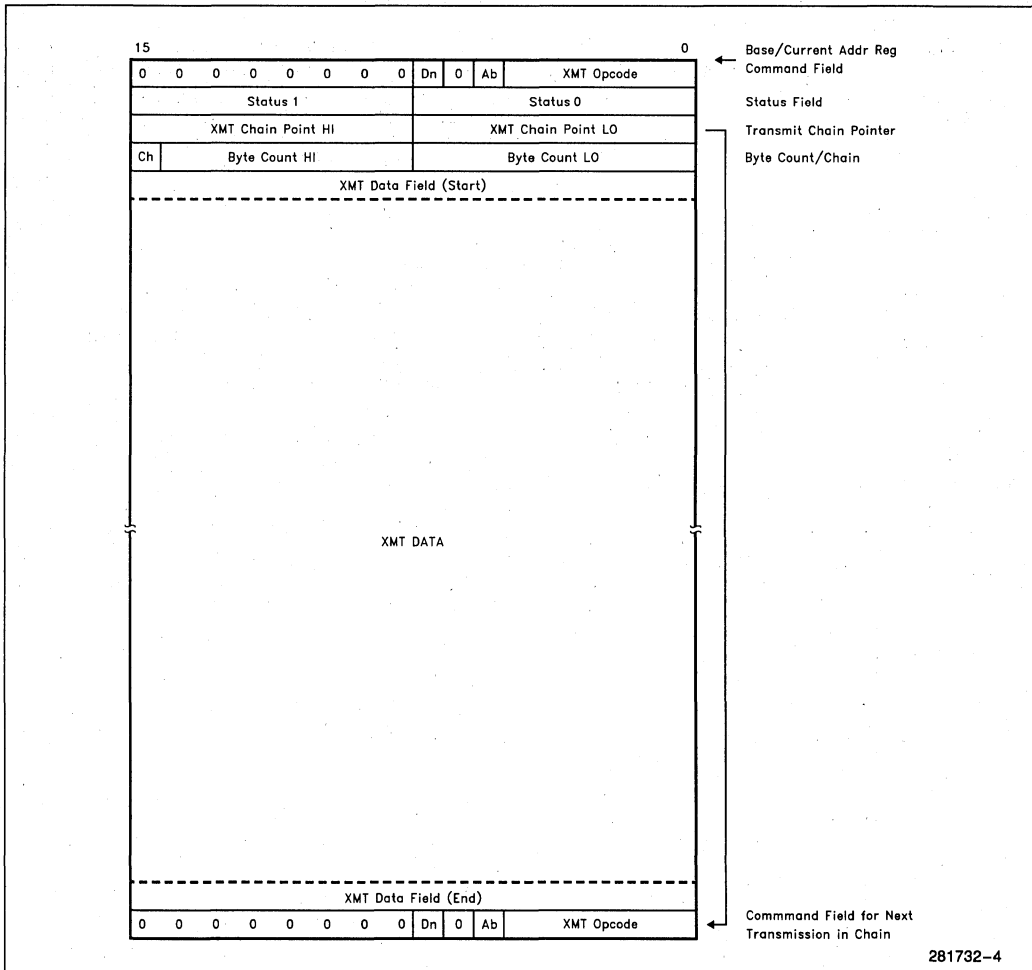 15 0
Base/Current Addr Reg
0 0 0 0 0 0 0 0 Dn 0 Ab XMT Opcode
Command Field
Status 1 Status 0 Status Field
XMT Chain Point HI XMT Chain Point LO Transmit Chain Pointer
Ch Byte Count HI Byte Count LO Byte Count/Chain
XMT Data Field (Start)
XMT DATA
XMT Data Field (End)
0 0 0 0 0 0 0 0 Dn 0 Ab XMT Opcode
Commmand Field for Next
Transmission in Chain
281732-4